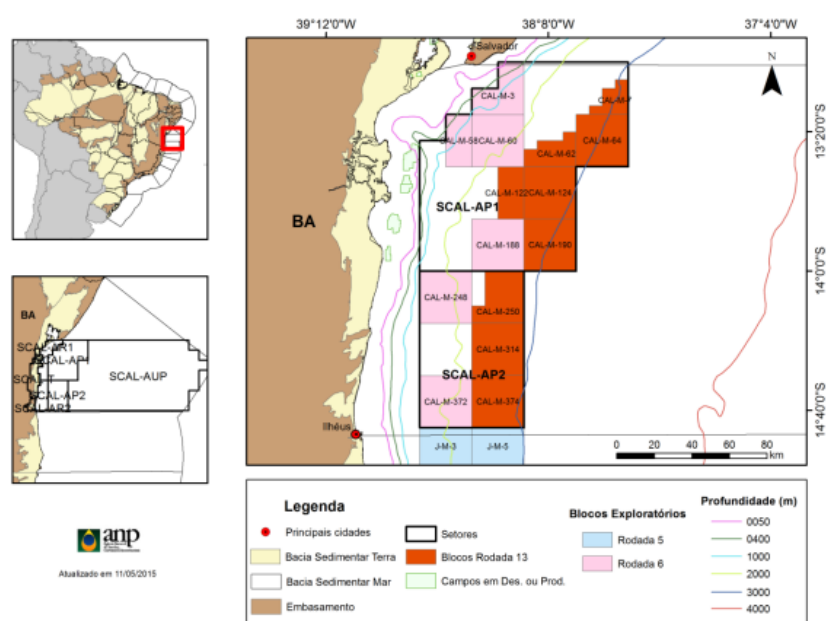 39°12'0"W
38°8'0"W
37°4'0"W
Salvador
N
CAL-M-3
CAL-M-7
CAL-M-58
CAL-M-60
CAL-M-64
CAL-M-62
13°20'0"S
CAL-M-122
CAL-M-124
SCAL-AP1
BA
CAL-M-188
CAL-M-190
14°0'0"S
CAL-M-248
CAL-M-250
CAL-M-314
SCAL-AP2
CAL-M-372
CAL-M-374
14°40'0"S
Ilhéus
J-M-3
J-M-5
0 20 40 60 80
km
BA
SCAL-AR1
SCAL-AP1
SCAL-AUP
SCAL-T
SCAL-AP2
SCAL-AR2
anp
Atualizado em 11/05/2015
Legenda
Principais cidades
Bacia Sedimentar Terra
Bacia Sedimentar Mar
Embasamento
Setores
Blocos Rodada 13
Campos em Des. ou Prod.
Blocos Exploratórios
Rodada 5
Rodada 6
Profundidade (m)
0050
0400
1000
2000
3000
4000